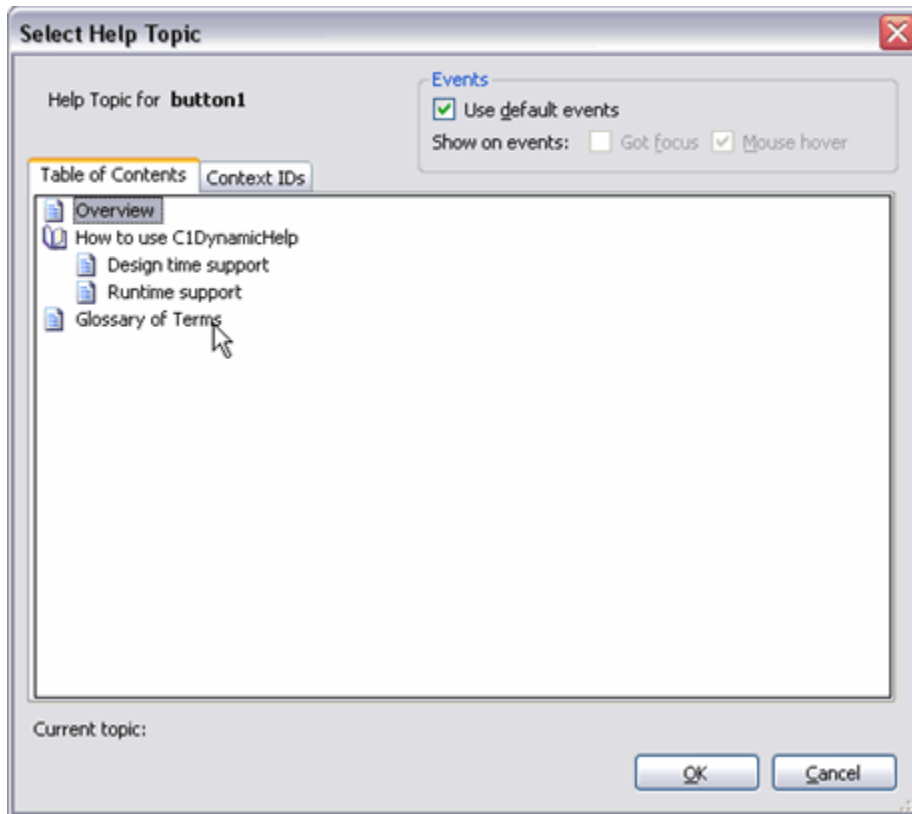 Select Help Topic
Help Topic for button1
Events
Use default events
Show on events: Got focus Mouse hover
Table of Contents Context IDs
Overview
How to use C1DynamicHelp
Design time support
Runtime support
Glossary of Terms
Current topic:
OK Cancel